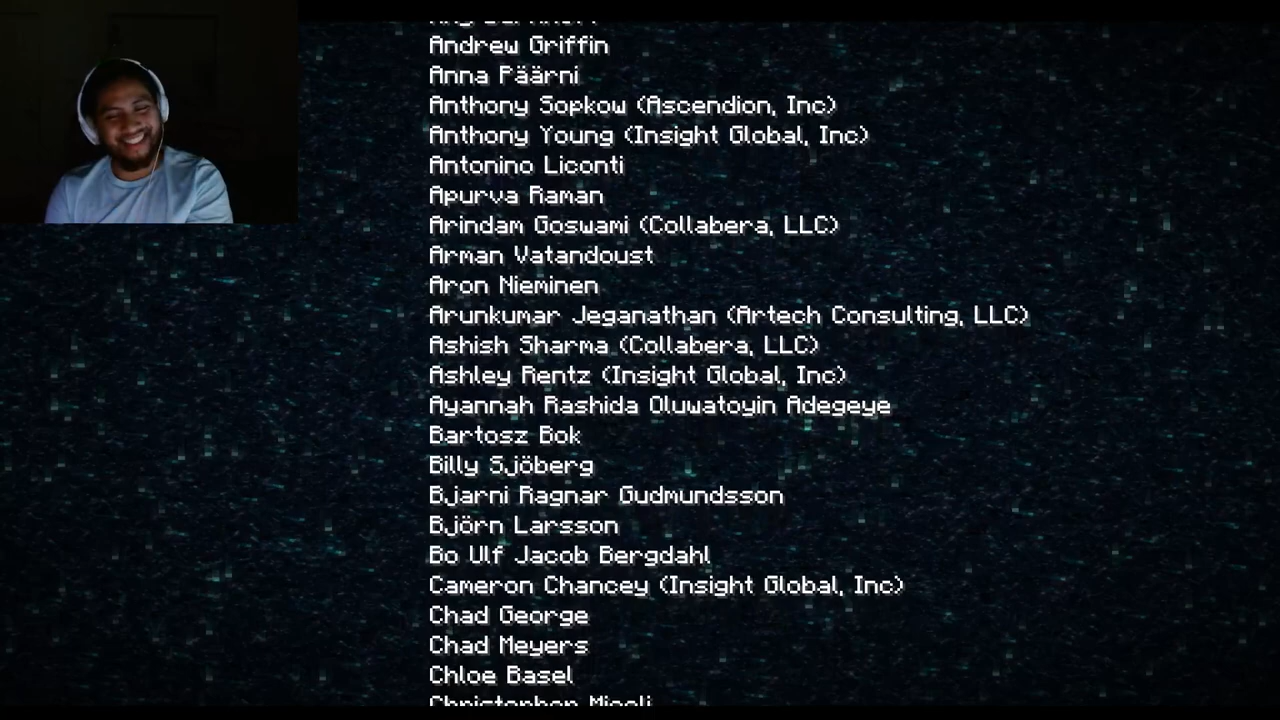 Andrew Griffin
Anna Päärni
Anthony Sopkow (Ascendion, Inc)
Anthony Young (Insight Global, Inc)
Antonino Liconti
Apurva Raman
Arindam Goswami (Collabera, LLC)
Arman Vatandoust
Aron Nieminen
Arunkumar Jeganathan (Artech Consulting, LLC)
Ashish Sharma (Collabera, LLC)
Ashley Rentz (Insight Global, Inc)
Ayannah Rashida Oluwatoyin Adegeye
Bartosz Bok
Billy Sjöberg
Bjarni Ragnar Gudmundsson
Björn Larsson
Bo Ulf Jacob Bergdahl
Cameron Chancey (Insight Global, Inc)
Chad George
Chad Meyers
Chloe Basel